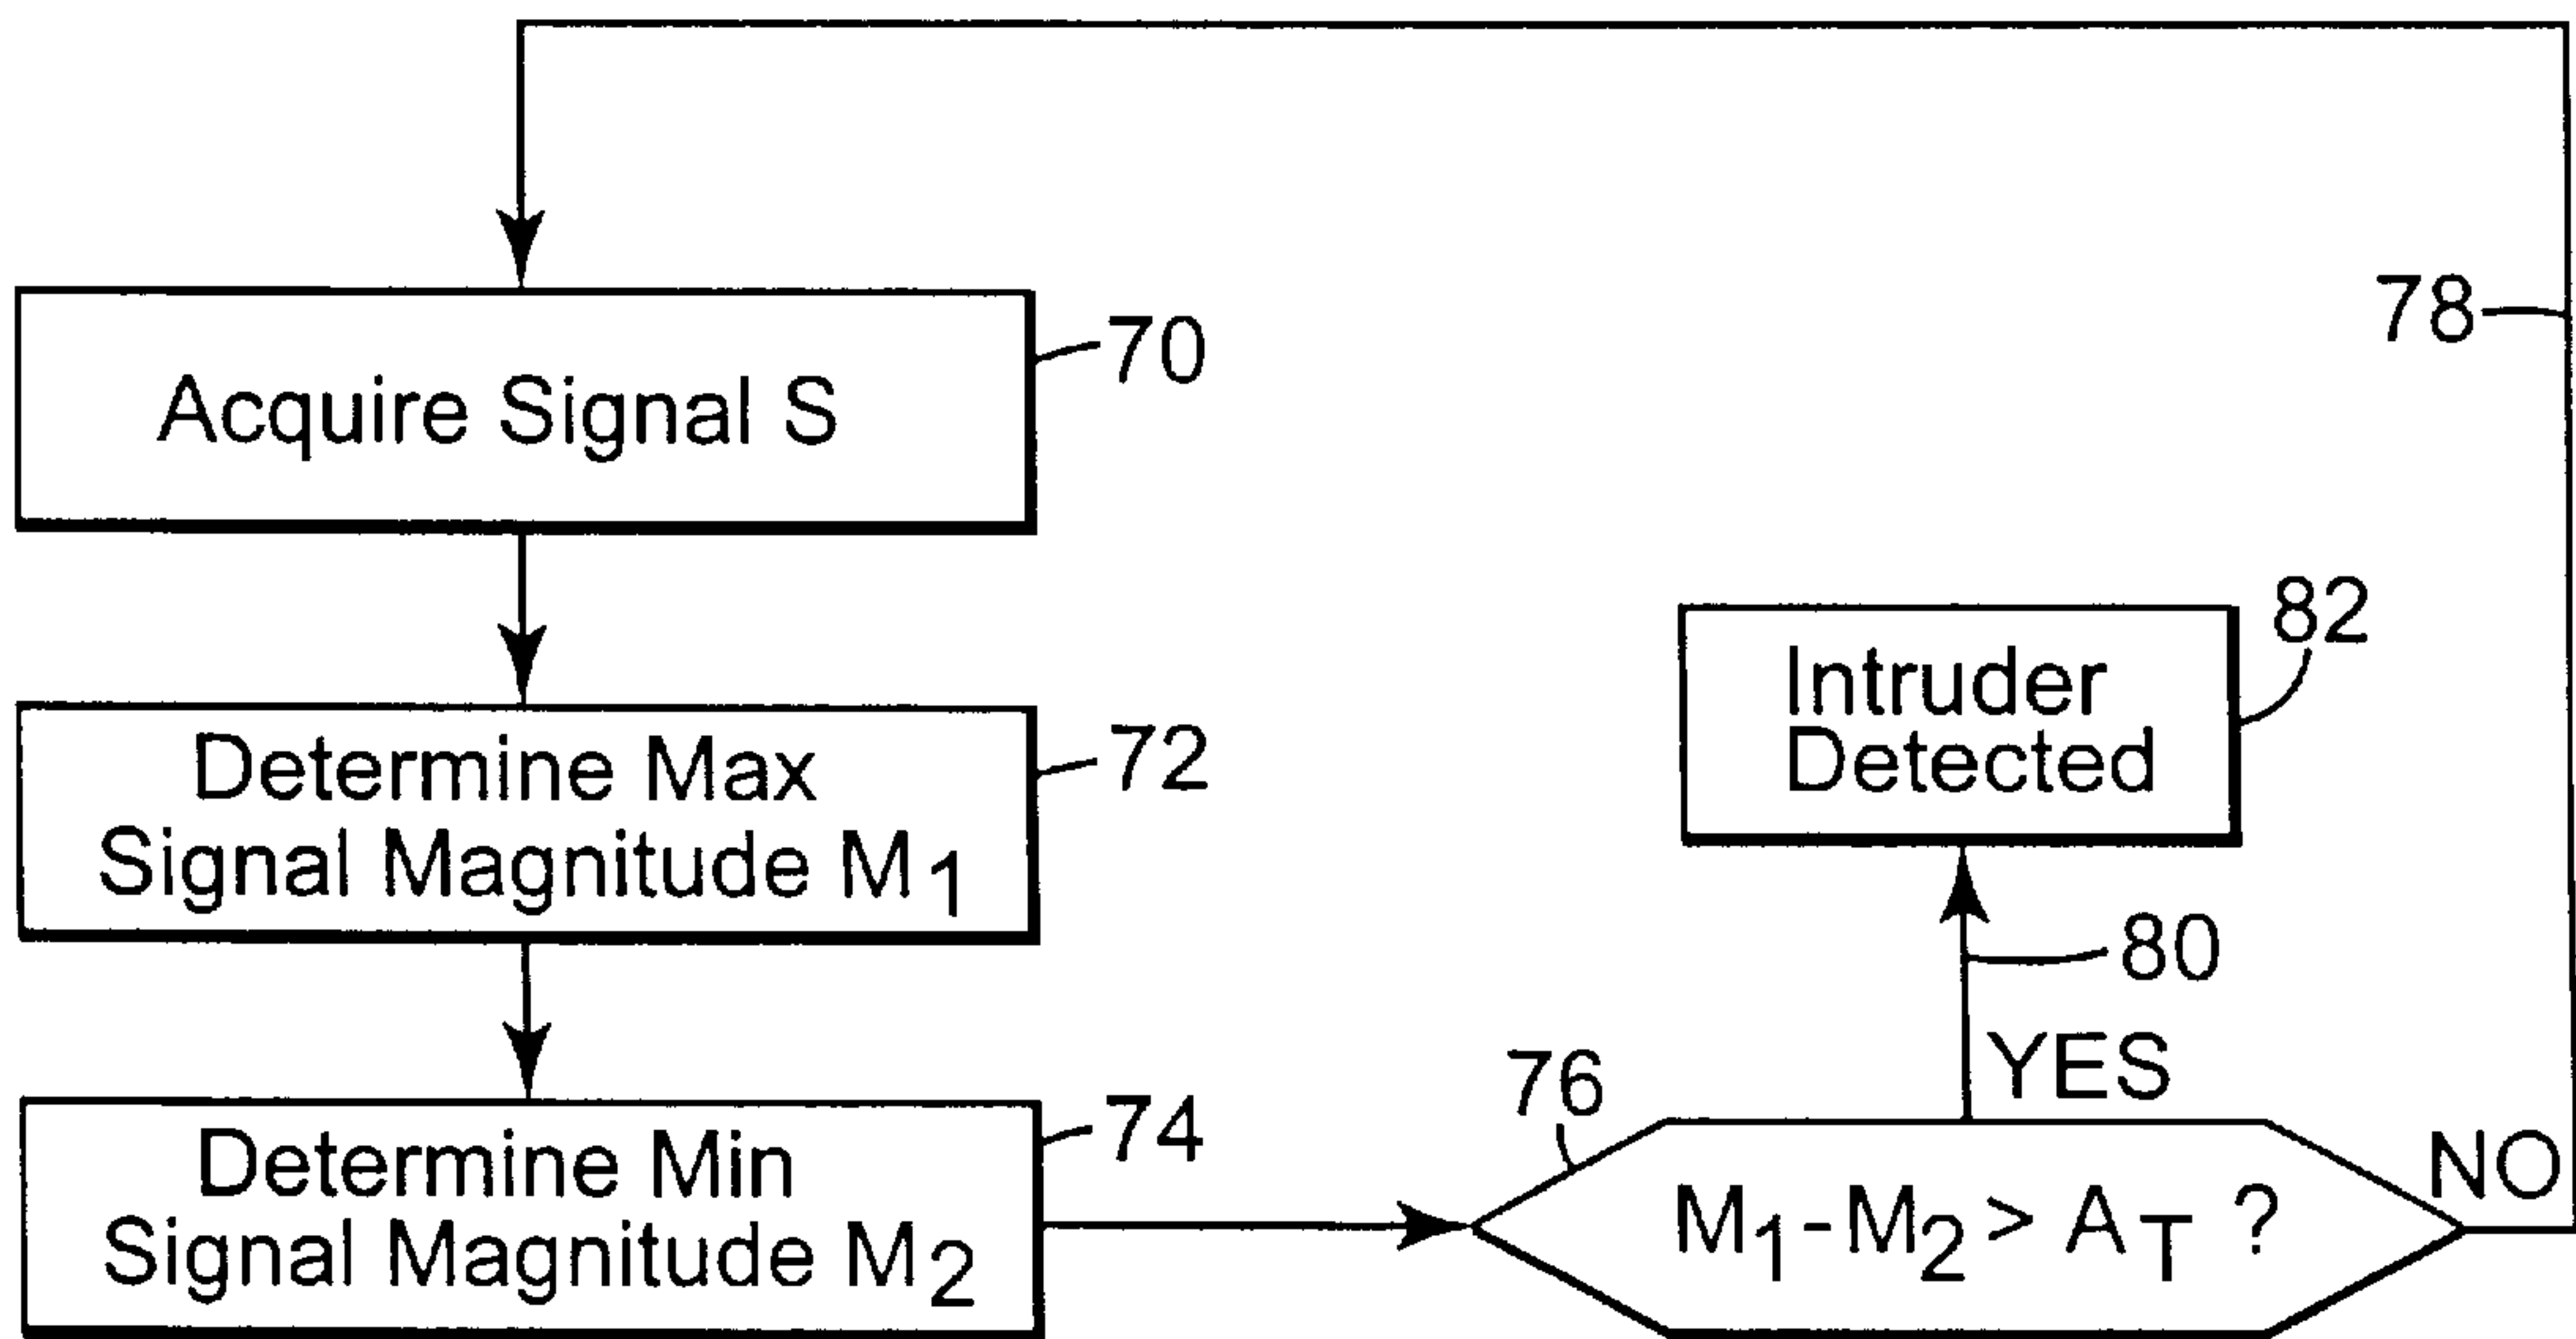 78
70
Acquire Signal S
82
Intruder
Detected
72
Determine Max
Signal Magnitude M₁
80
YES
76
74
Determine Min
Signal Magnitude M₂
M₁-M₂ > A_T ?
NO